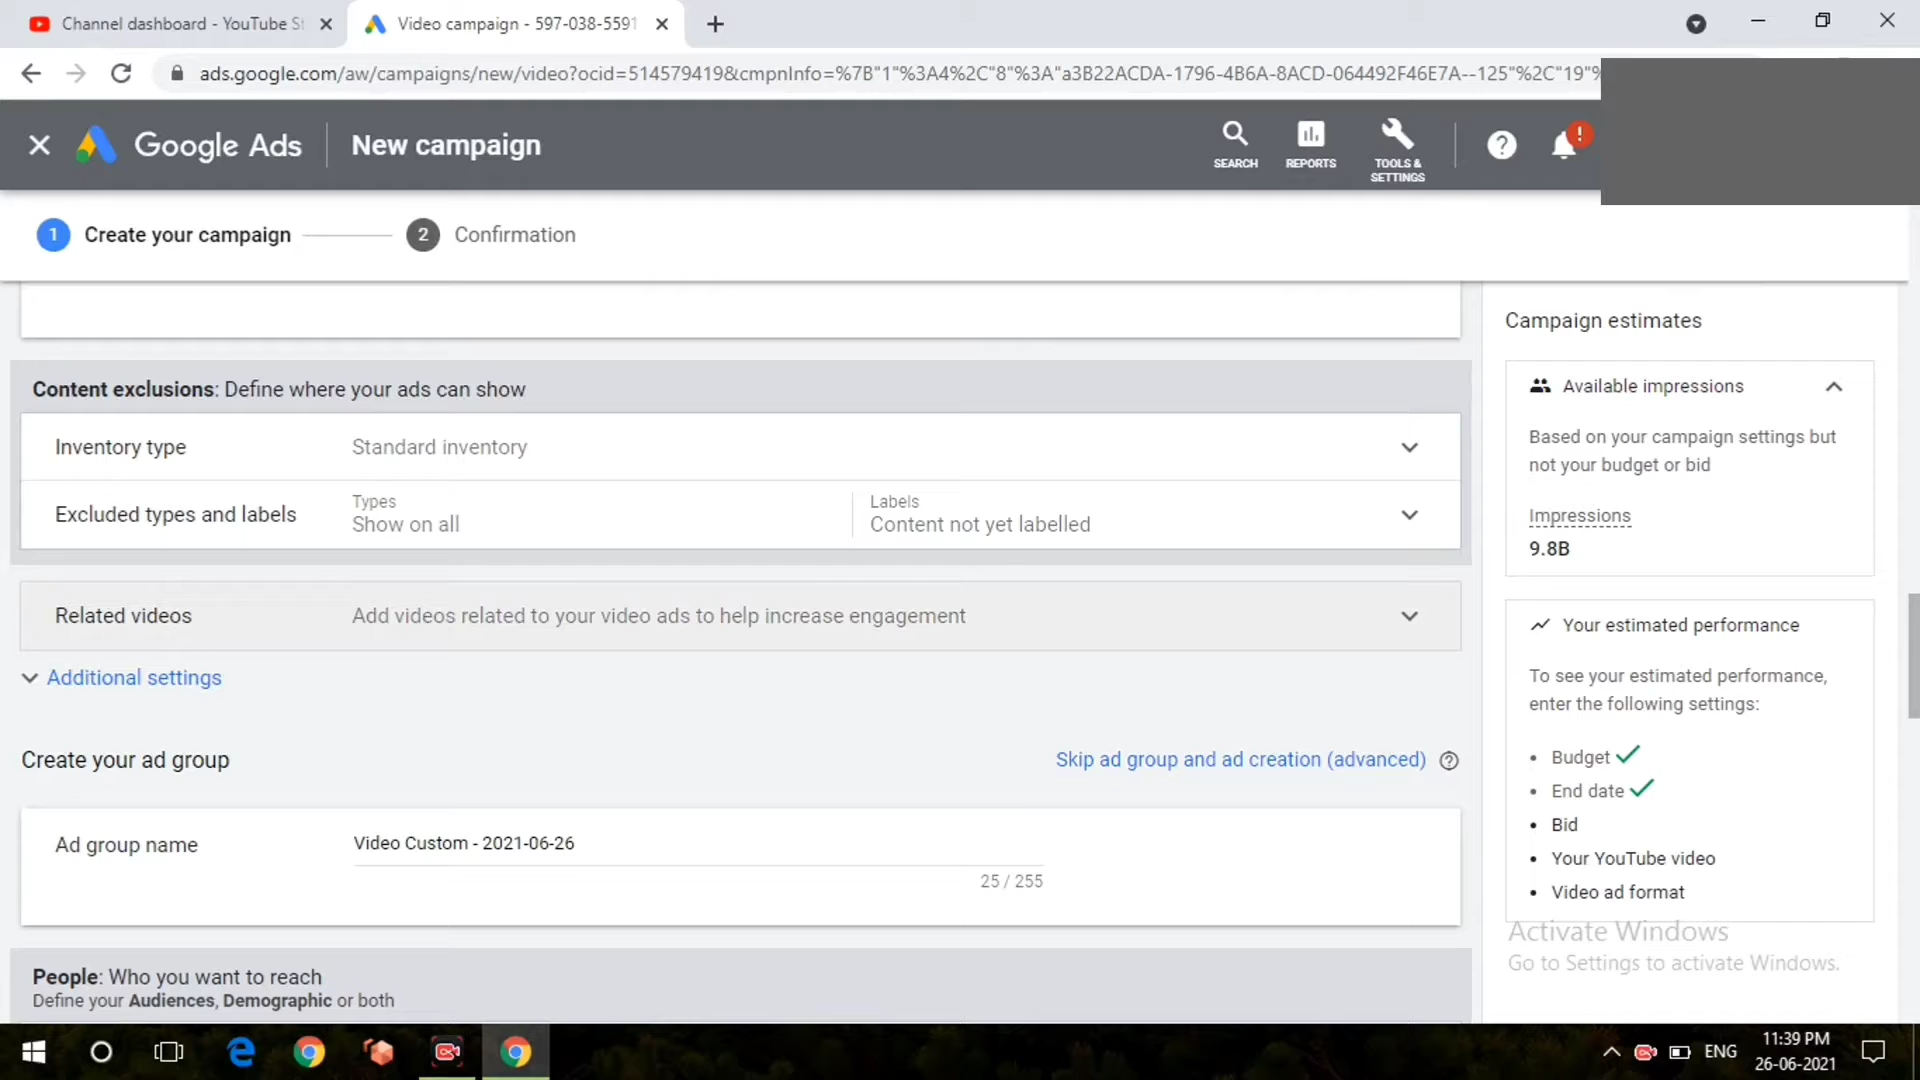 Channel dashboard - YouTube St
Video campaign - 597-038-5591
ads.google.com/aw/campaigns/new/video?ocid=514579419&cmpnInfo=%7B"1"%3A4%2C"8"%3A"a3B22ACDA-1796-4B6A-8ACD-064492F46E7A--125"%2C"19"%
Google Ads
New campaign
SEARCH
REPORTS
TOOLS &
SETTINGS
?
!
1 Create your campaign
2 Confirmation
Content exclusions: Define where your ads can show
Inventory type Standard inventory
Excluded types and labels
Types
Show on all
Labels
Content not yet labelled
Related videos Add videos related to your video ads to help increase engagement
Additional settings
Create your ad group
Skip ad group and ad creation (advanced) ?
Ad group name Video Custom - 2021-06-26
25 / 255
People: Who you want to reach
Define your Audiences, Demographic or both
Campaign estimates
Available impressions
Based on your campaign settings but
not your budget or bid
Impressions
9.8B
Your estimated performance
To see your estimated performance,
enter the following settings:
• Budget
• End date
• Bid
• Your YouTube video
• Video ad format
Activate Windows
Go to Settings to activate Windows.
ENG
11:39 PM
26-06-2021